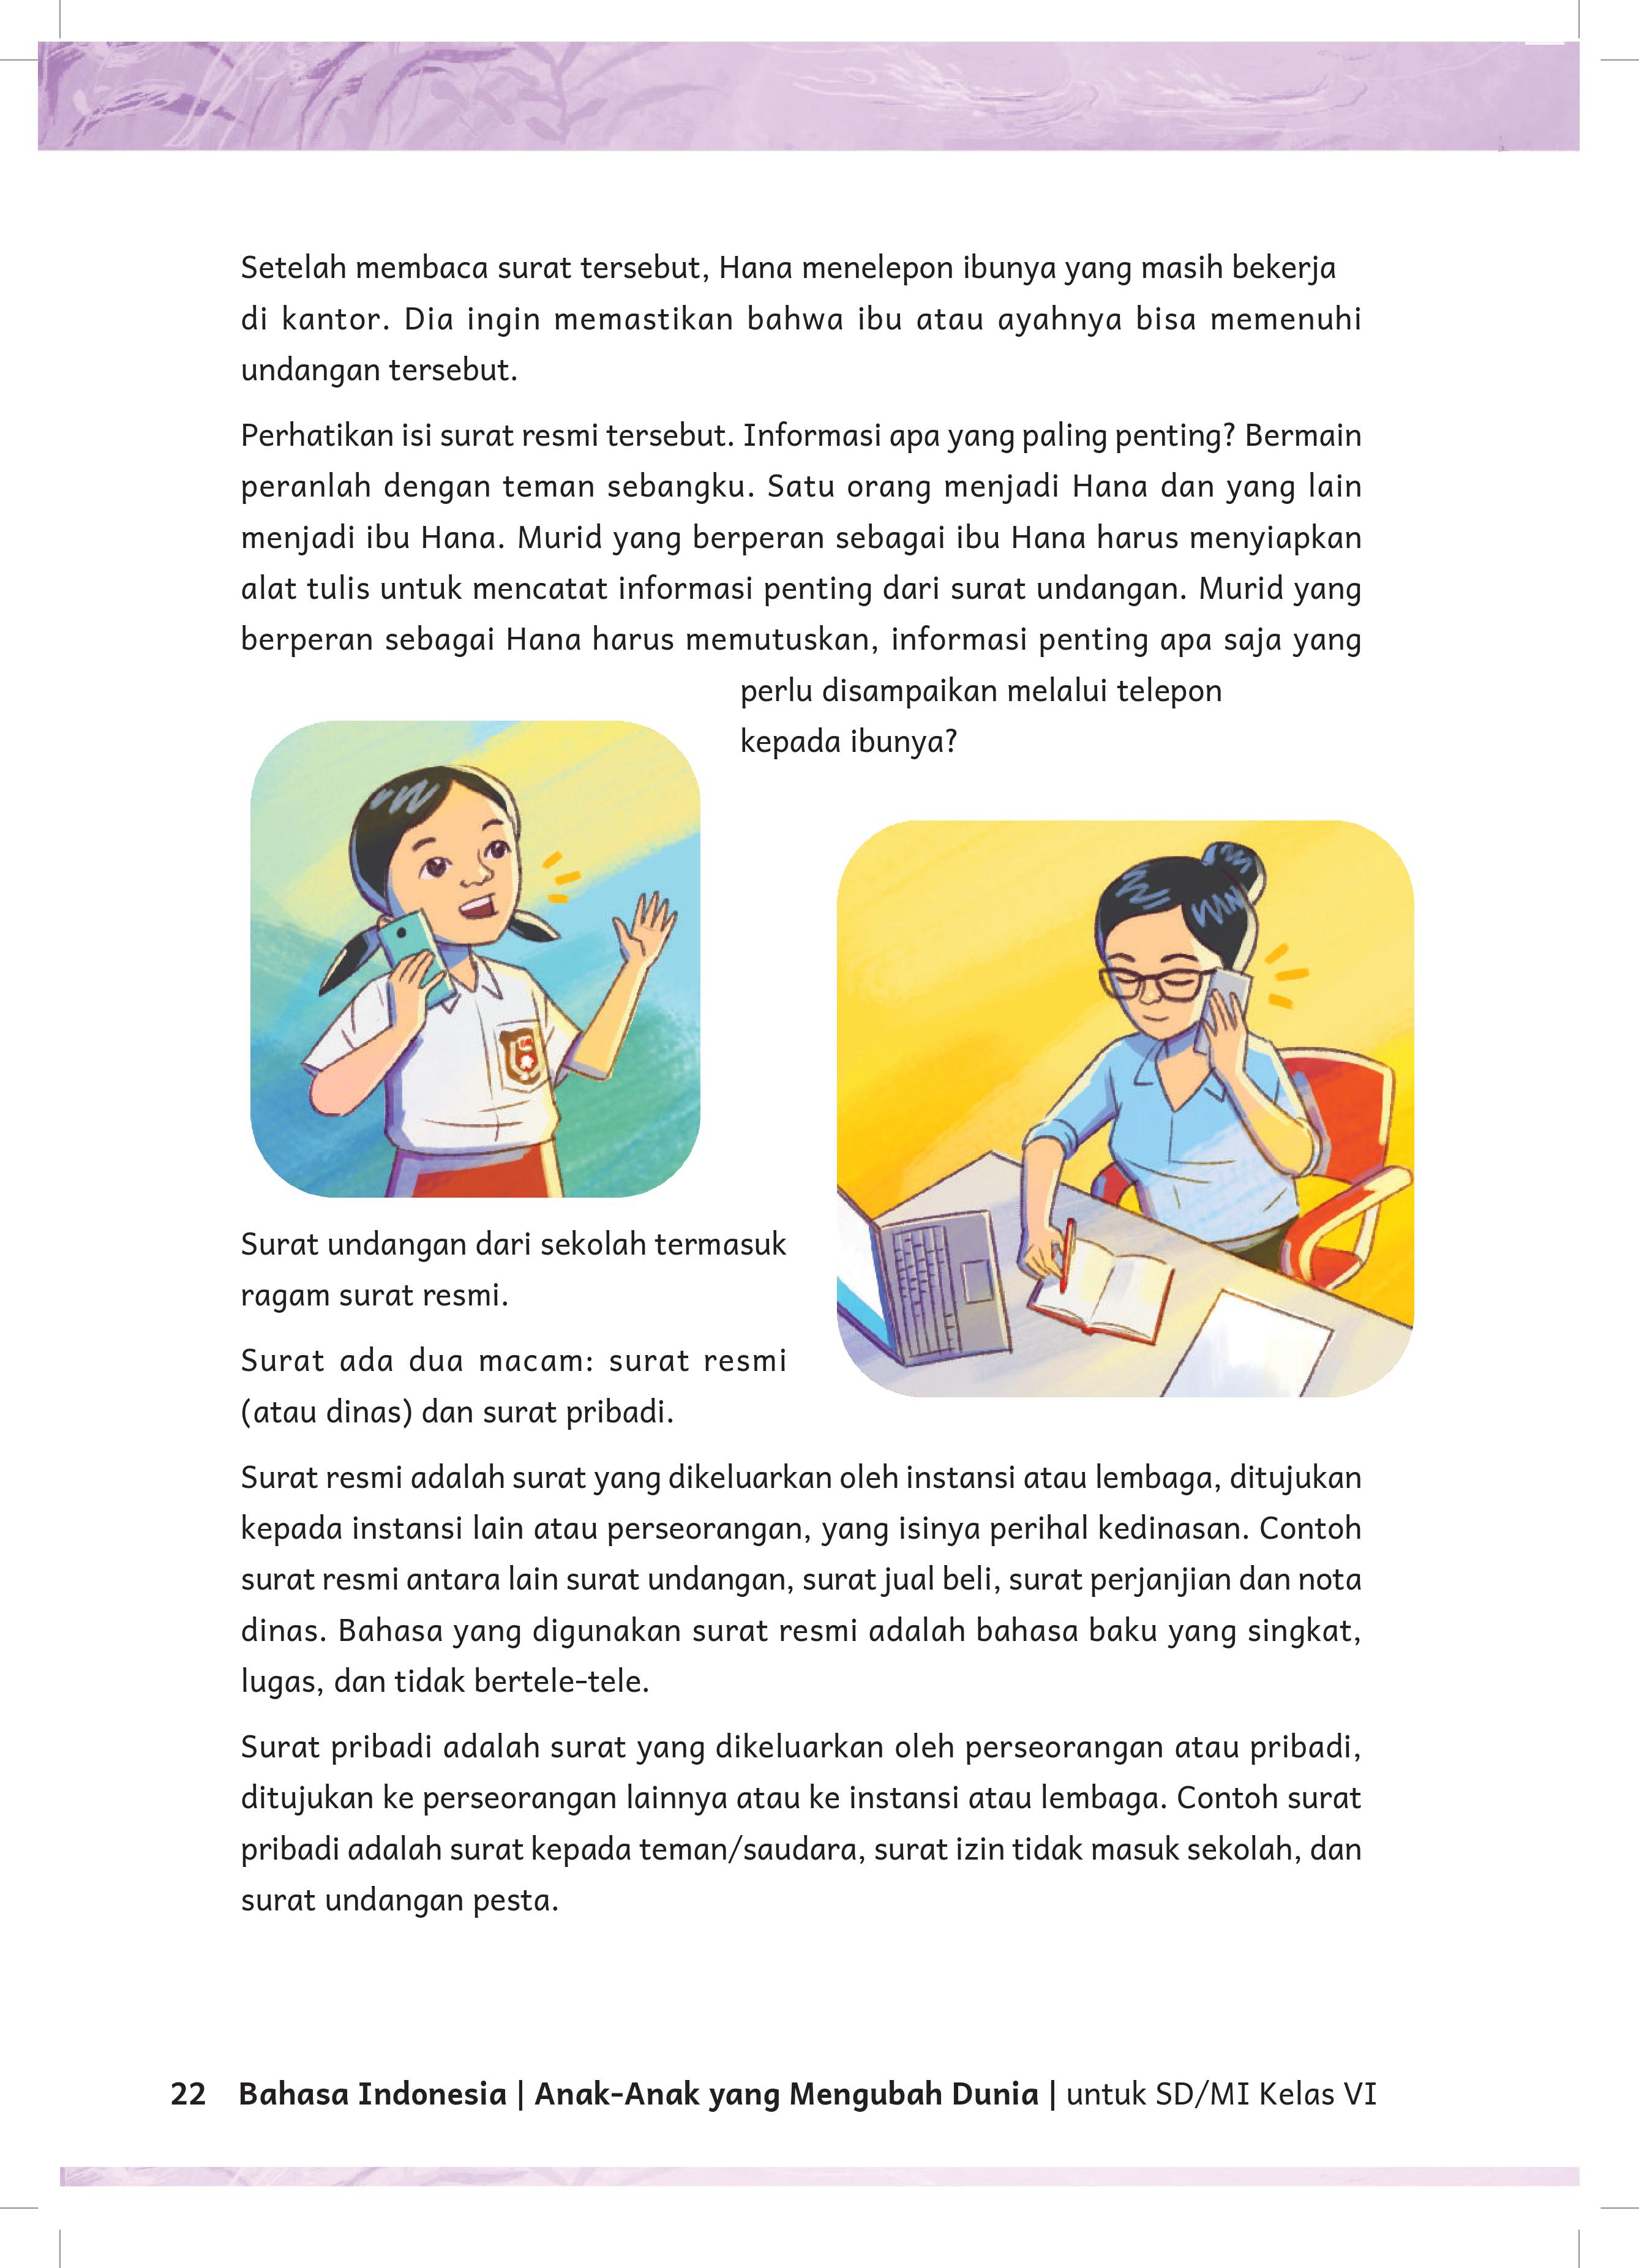 Setelah membaca surat tersebut, Hana menelepon ibunya yang masih bekerja
di kantor. Dia ingin memastikan bahwa ibu atau ayahnya bisa memenuhi
undangan tersebut.
Perhatikan isi surat resmi tersebut. Informasi apa yang paling penting? Bermain
peranlah dengan teman sebangku. Satu orang menjadi Hana dan yang lain
menjadi ibu Hana. Murid yang berperan sebagai ibu Hana harus menyiapkan
alat tulis untuk mencatat informasi penting dari surat undangan. Murid yang
berperan sebagai Hana harus memutuskan, informasi penting apa saja yang
perlu disampaikan melalui telepon
kepada ibunya?
Surat undangan dari sekolah termasuk
ragam surat resmi.
Surat ada dua macam: surat resmi
(atau dinas) dan surat pribadi.
Surat resmi adalah surat yang dikeluarkan oleh instansi atau lembaga, ditujukan
kepada instansi lain atau perseorangan, yang isinya perihal kedinasan. Contoh
surat resmi antara lain surat undangan, surat jual beli, surat perjanjian dan nota
dinas. Bahasa yang digunakan surat resmi adalah bahasa baku yang singkat,
lugas, dan tidak bertele-tele.
Surat pribadi adalah surat yang dikeluarkan oleh perseorangan atau pribadi,
ditujukan ke perseorangan lainnya atau ke instansi atau lembaga. Contoh surat
pribadi adalah surat kepada teman/saudara, surat izin tidak masuk sekolah, dan
surat undangan pesta.
22 Bahasa Indonesia | Anak-Anak yang Mengubah Dunia | untuk SD/MI Kelas VI